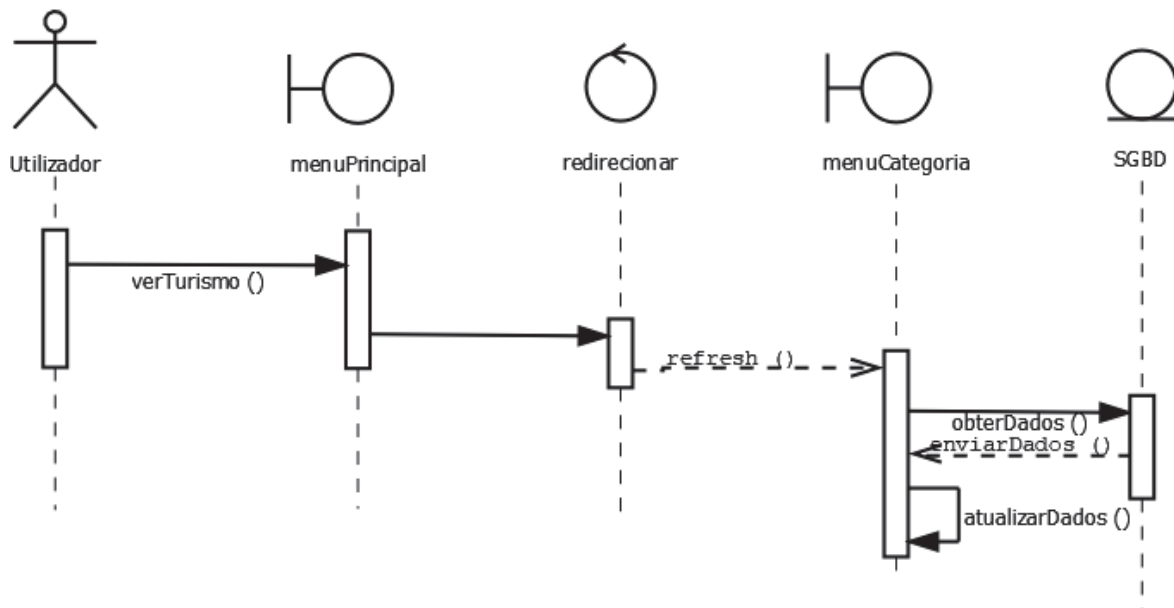 Utilizador
menuPrincipal
redirecionar
menuCategoria
SGBD
verTurismo ()
refresh ()
obterDados ()
enviarDados ()
atualizarDados ()